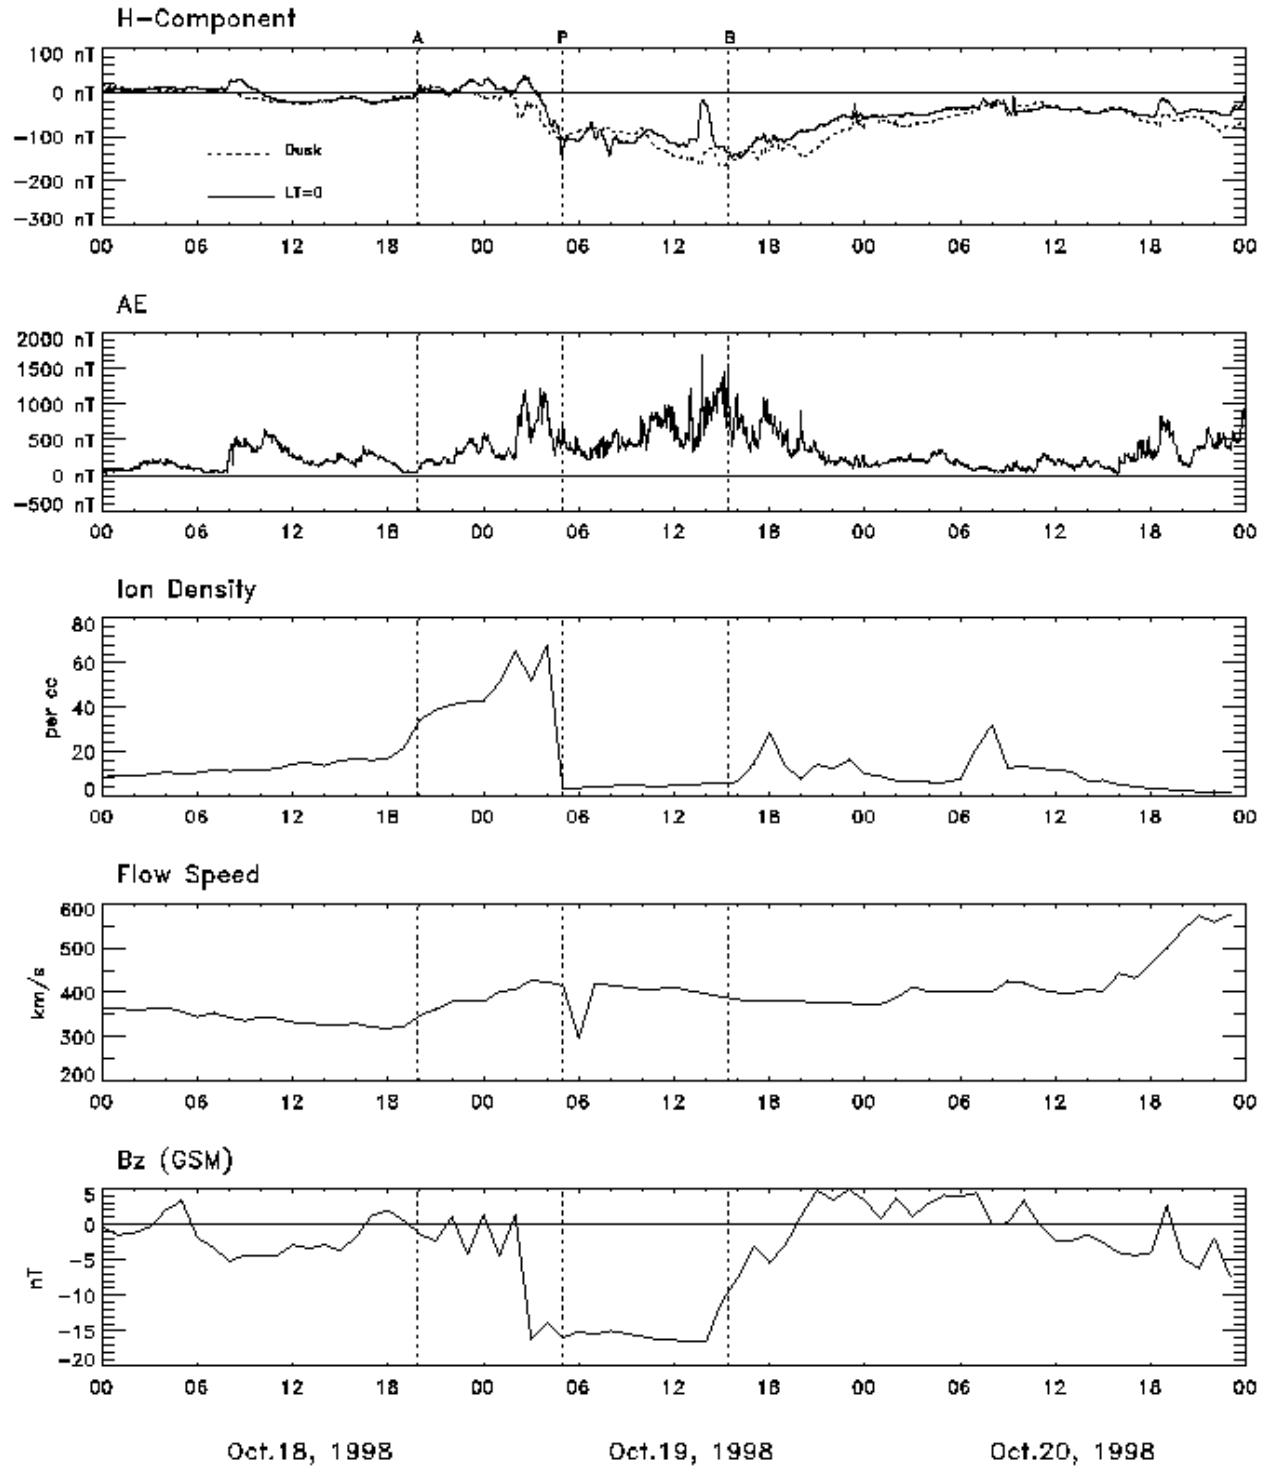 H-Component
A P B
100 nT
0 nT
-100 nT
-200 nT
-300 nT
Dusk
LT=0
00 06 12 18 00 06 12 18 00 06 12 18 00
AE
2000 nT
1500 nT
1000 nT
500 nT
0 nT
-500 nT
00 06 12 18 00 06 12 18 00 06 12 18 00
Ion Density
80
60
40
20
0
per cc
00 06 12 18 00 06 12 18 00 06 12 18 00
Flow Speed
600
500
400
300
200
km/s
00 06 12 18 00 06 12 18 00 06 12 18 00
Bz (GSM)
5
0
-5
-10
-15
-20
nT
00 06 12 18 00 06 12 18 00 06 12 18 00
Oct.18, 1998 Oct.19, 1998 Oct.20, 1998